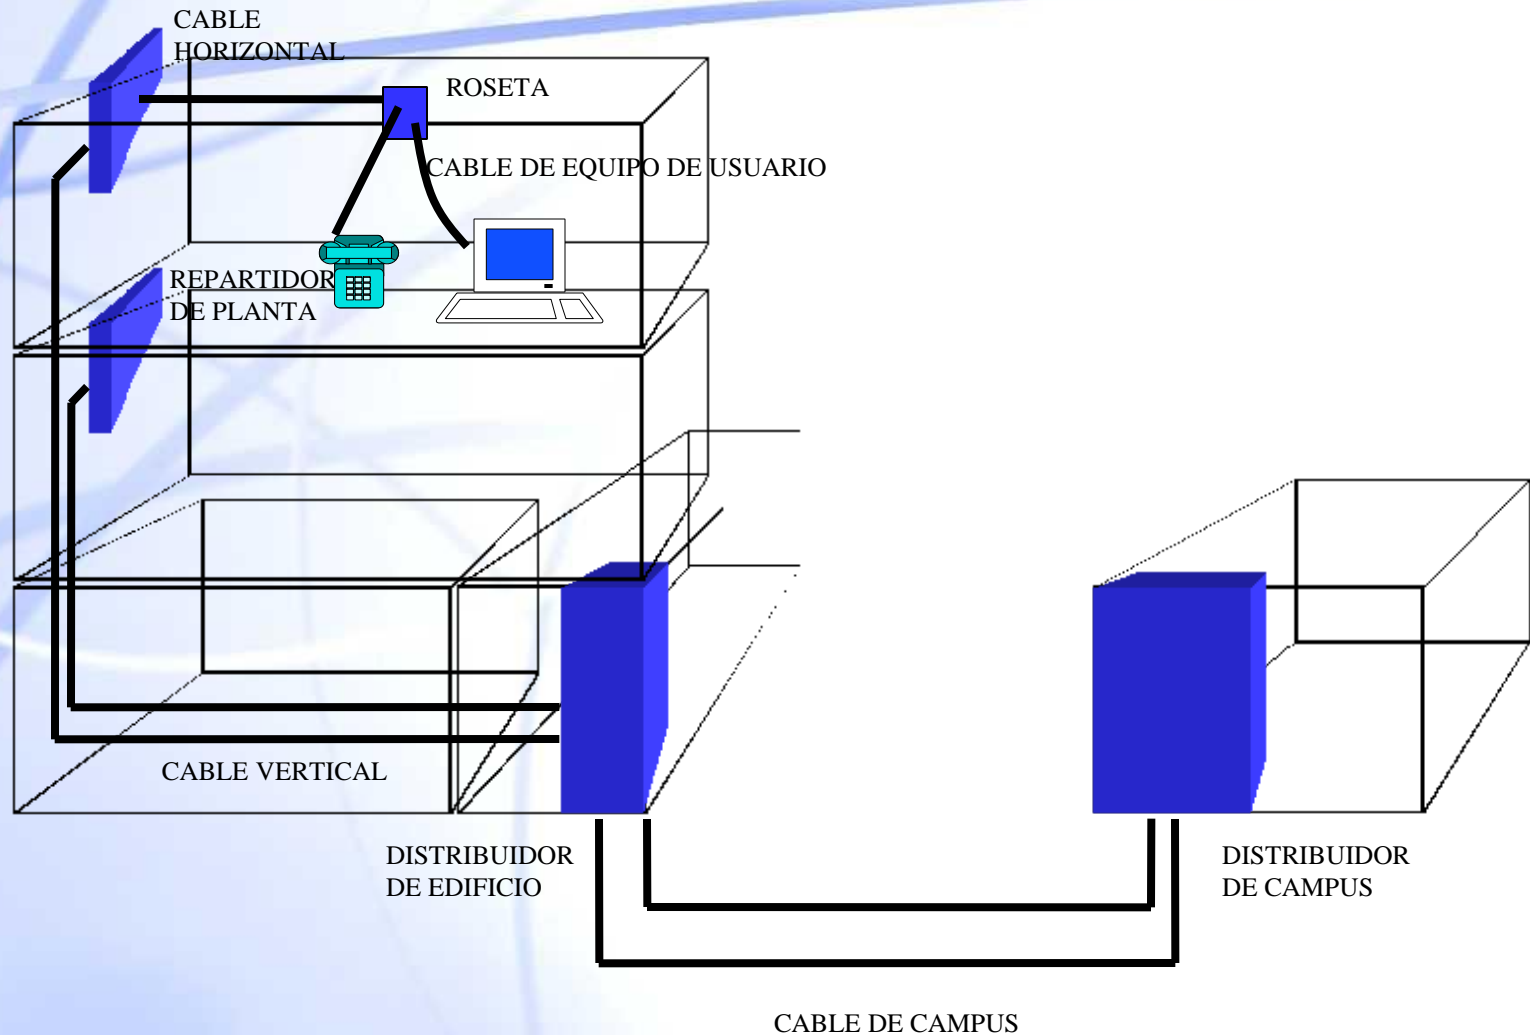 CABLE
HORIZONTAL
ROSETA
CABLE DE EQUIPO DE USUARIO
REPARTIDOR
DE PLANTA
CABLE VERTICAL
DISTRIBUIDOR
DE EDIFICIO
DISTRIBUIDOR
DE CAMPUS
CABLE DE CAMPUS